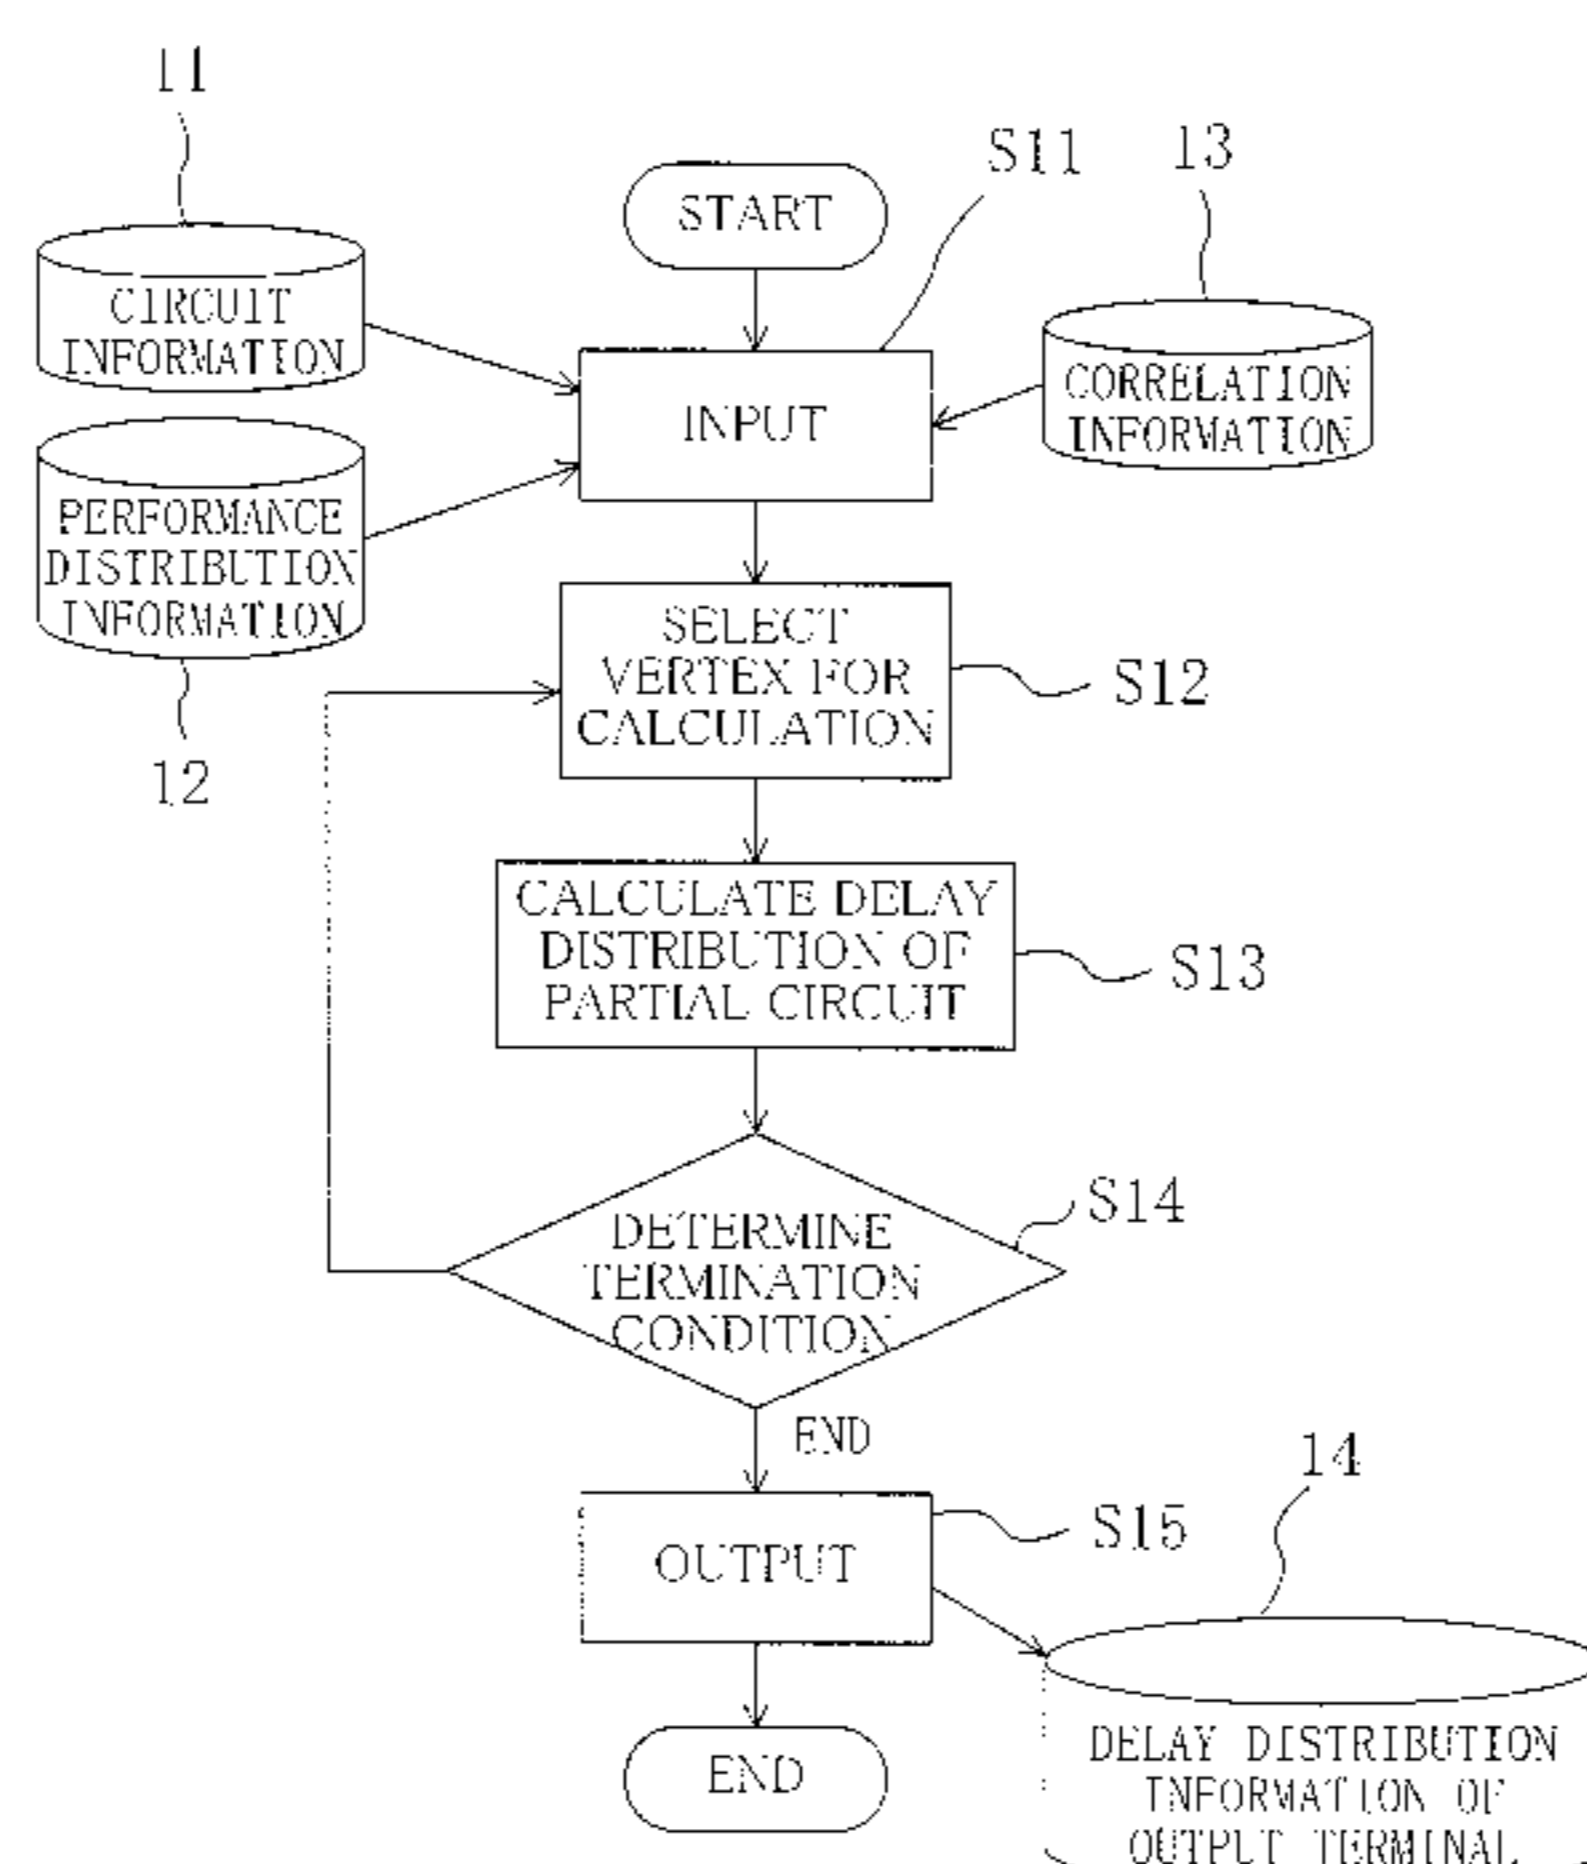 11
START
S11
13
CIRCUIT
INFORMATION
INPUT
CORRELATION
INFORMATION
PERFORMANCE
DISTRIBUTION
INFORMATION
12
SELECT
VERTEX FOR
CALCULATION
S12
CALCULATE DELAY
DISTRIBUTION OF
PARTIAL CIRCUIT
S13
DETERMINE
TERMINATION
CONDITION
S14
END
OUTPUT
S15
14
END
DELAY DISTRIBUTION
INFORMATION OF
OUTPUT TERMINAL